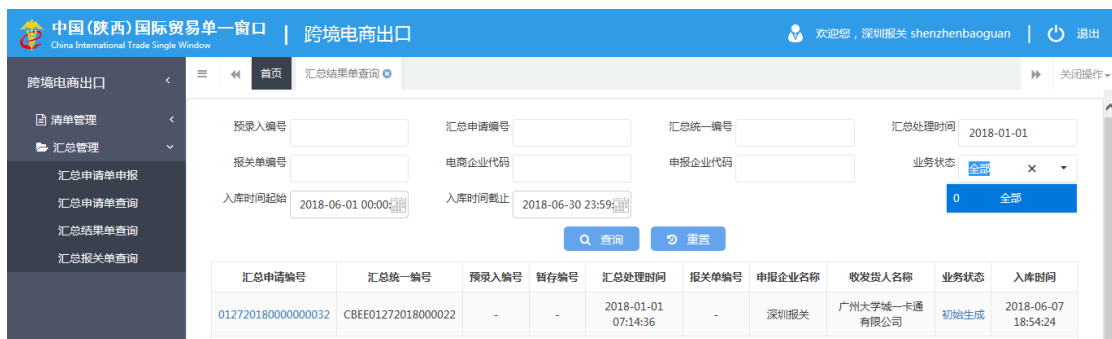 中国(陕西)国际贸易单一窗口 | 跨境电商出口
China International Trade Single Window
欢迎您，深圳报关 shenzhenbaoguan | 退出
跨境电商出口
首页 汇总结果单查询 关闭操作
清单管理
汇总管理
汇总申请单申报
汇总申请单查询
汇总结果单查询
汇总报关单查询
预录入编号 汇总申请编号 汇总统一编号 汇总处理时间 2018-01-01
报关单编号 电商企业代码 申报企业代码 业务状态 全部
0 全部
入库时间起始 2018-06-01 00:00: 入库时间截止 2018-06-30 23:59:
查询 重置
汇总申请编号 汇总统一编号 预录入编号 暂存编号 汇总处理时间 报关单编号 申报企业名称 收发货人名称 业务状态 入库时间
012720180000000032 CBEE01272018000022 - - 2018-01-01 07:14:36 - 深圳报关 广州大学城一卡通有限公司 初始生成 2018-06-07 18:54:24